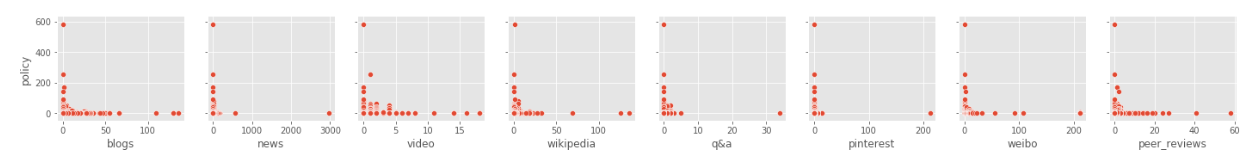 600
400
200
0
policy
0 50 100
blogs
0 1000 2000 3000
news
0 5 10 15
video
0 50 100
wikipedia
0 10 20 30
q&a
0 100 200
pinterest
0 100 200
weibo
0 20 40 60
peer_reviews